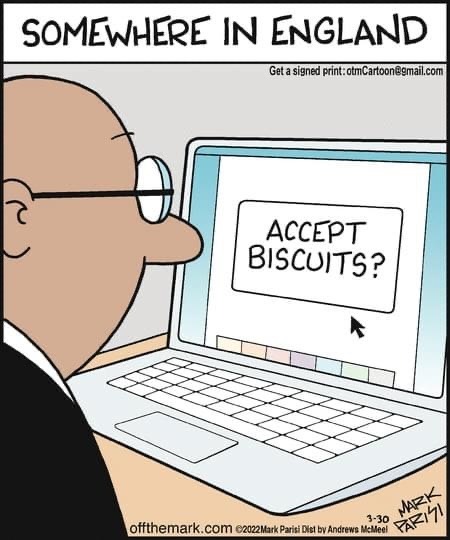 SOMEWHERE IN ENGLAND
Get a signed print: otmCartoon@gmail.com
ACCEPT
BISCUITS?
3-30
MARK
PARISI
offthemark.com ©2022 Mark Parisi Dist by Andrews McMeel